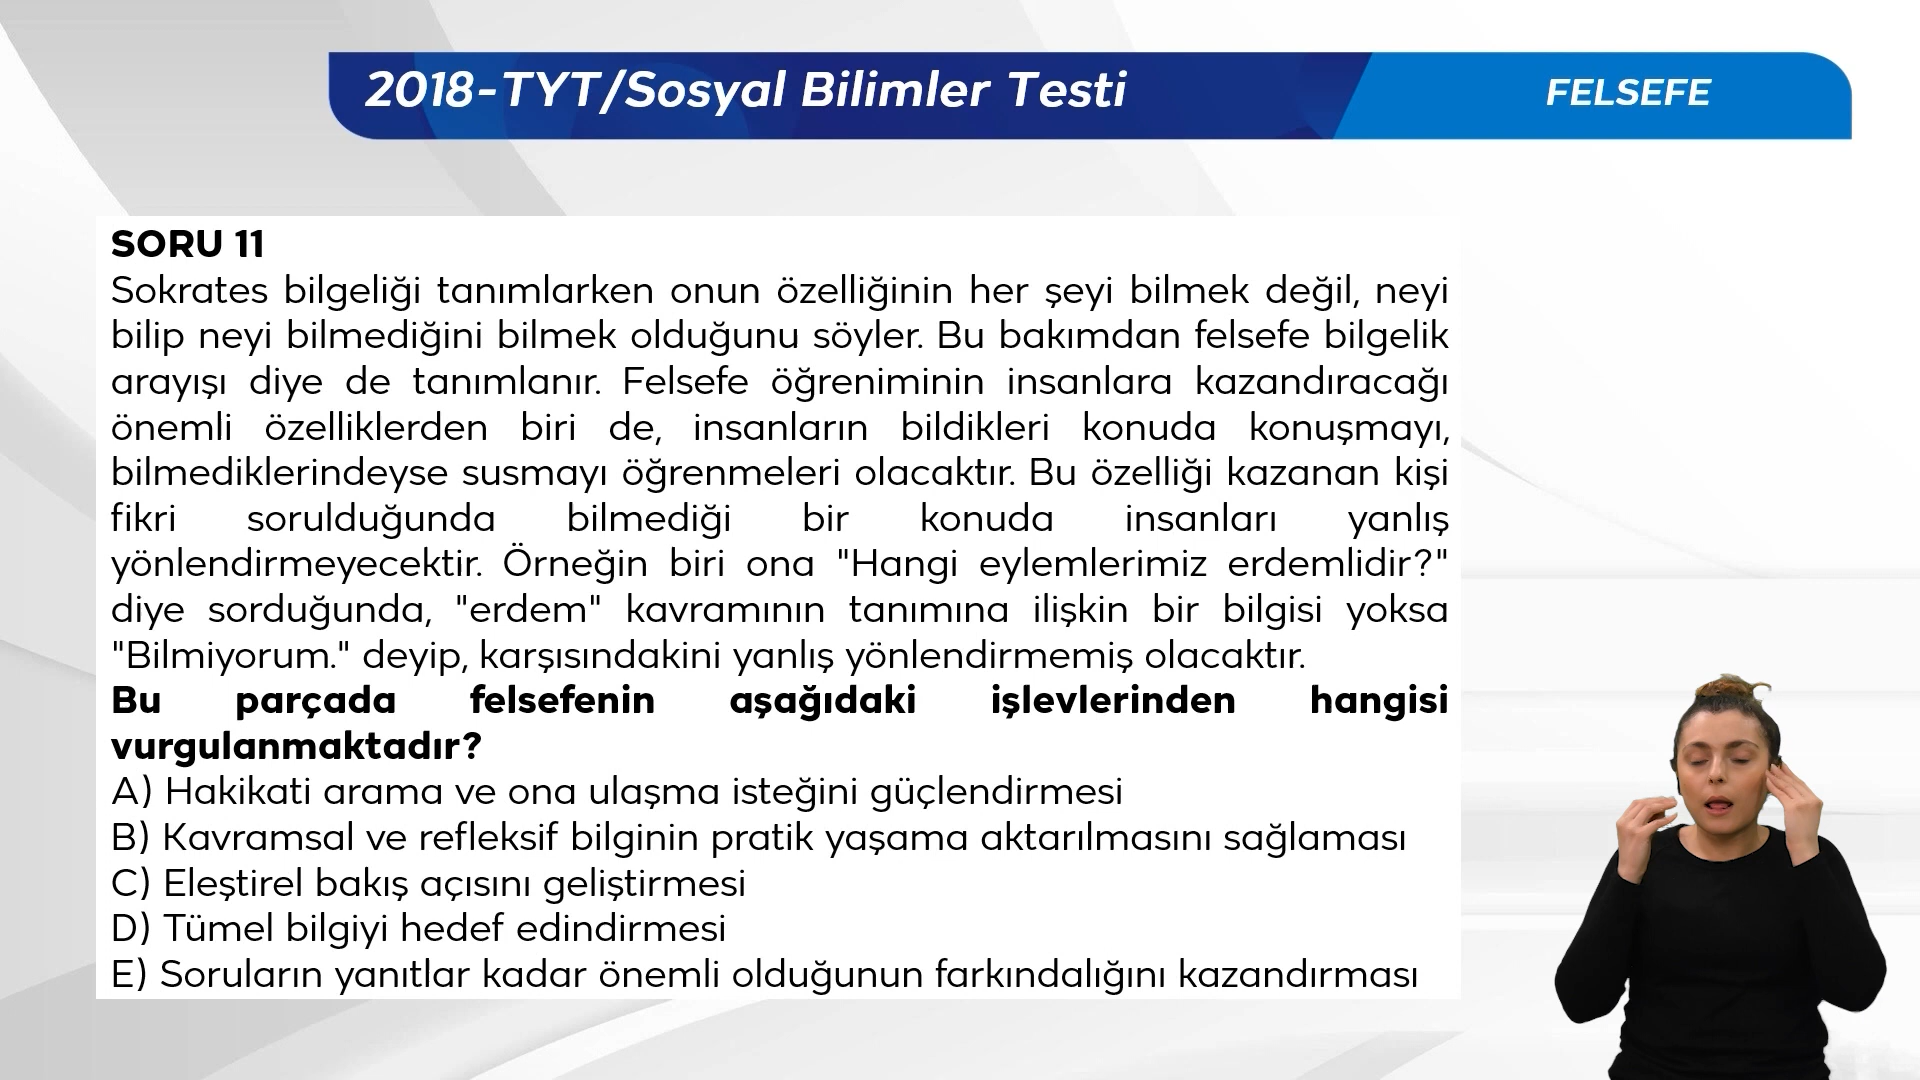 2018-TYT/Sosyal Bilimler Testi
FELSEFE
SORU 11
Sokrates bilgeliği tanımlarken onun özelliğinin her şeyi bilmek değil, neyi
bilip neyi bilmediğini bilmek olduğunu söyler. Bu bakımdan felsefe bilgelik
arayışı diye de tanımlanır. Felsefe öğreniminin insanlara kazandıracağı
önemli özelliklerden biri de, insanların bildikleri konuda konuşmayı,
bilmediklerindeyse susmayı öğrenmeleri olacaktır. Bu özelliği kazanan kişi
fikri sorulduğunda bilmediği bir konuda insanları yanlış
yönlendirmeyecektir. Örneğin biri ona "Hangi eylemlerimiz erdemlidir?"
diye sorduğunda, "erdem" kavramının tanımına ilişkin bir bilgisi yoksa
"Bilmiyorum." deyip, karşısındakini yanlış yönlendirmemiş olacaktır.
Bu parçada felsefenin aşağıdaki işlevlerinden hangisi
vurgulanmaktadır?
A) Hakikati arama ve ona ulaşma isteğini güçlendirmesi
B) Kavramsal ve refleksif bilginin pratik yaşama aktarılmasını sağlaması
C) Eleştirel bakış açısını geliştirmesi
D) Tümel bilgiyi hedef edindirmesi
E) Soruların yanıtlar kadar önemli olduğunun farkındalığını kazandırması